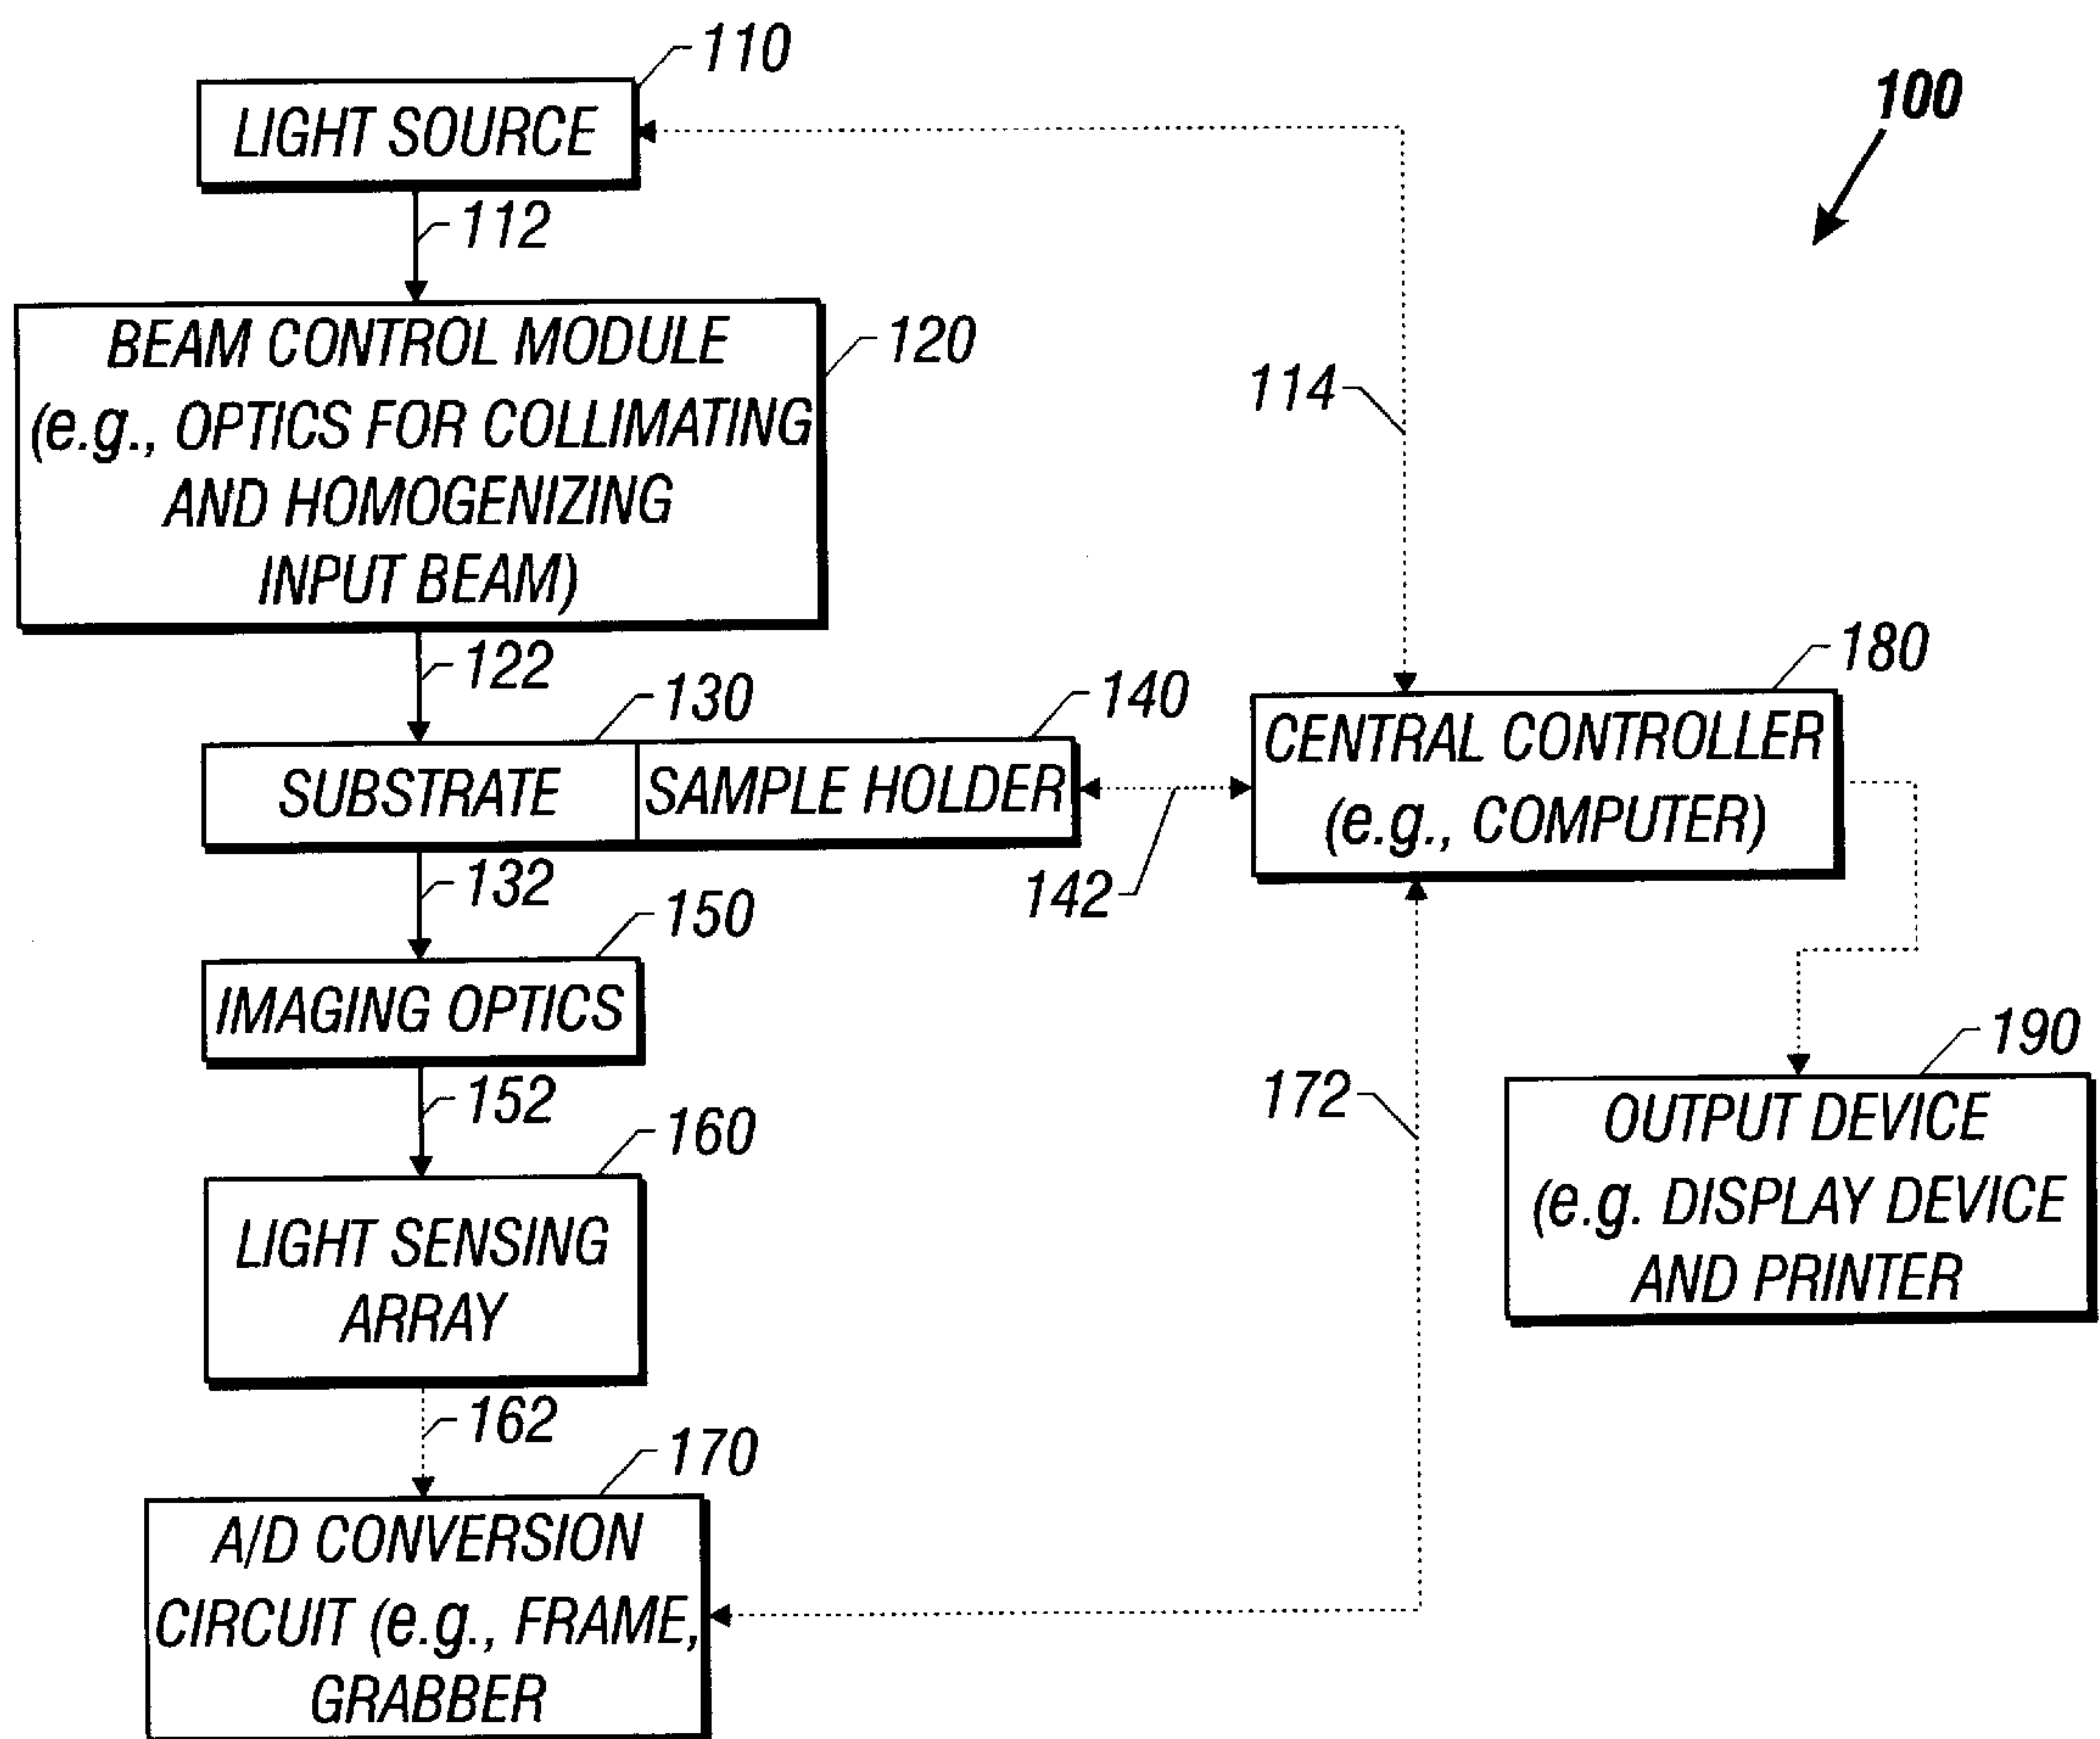 110
100
LIGHT SOURCE
112
BEAM CONTROL MODULE
(e.g., OPTICS FOR COLLIMATING
AND HOMOGENIZING
INPUT BEAM)
120
114
122
130
140
180
SUBSTRATE
SAMPLE HOLDER
CENTRAL CONTROLLER
(e.g., COMPUTER)
132
142
150
IMAGING OPTICS
152
172
190
160
OUTPUT DEVICE
(e.g. DISPLAY DEVICE
AND PRINTER
LIGHT SENSING
ARRAY
162
170
A/D CONVERSION
CIRCUIT (e.g., FRAME,
GRABBER